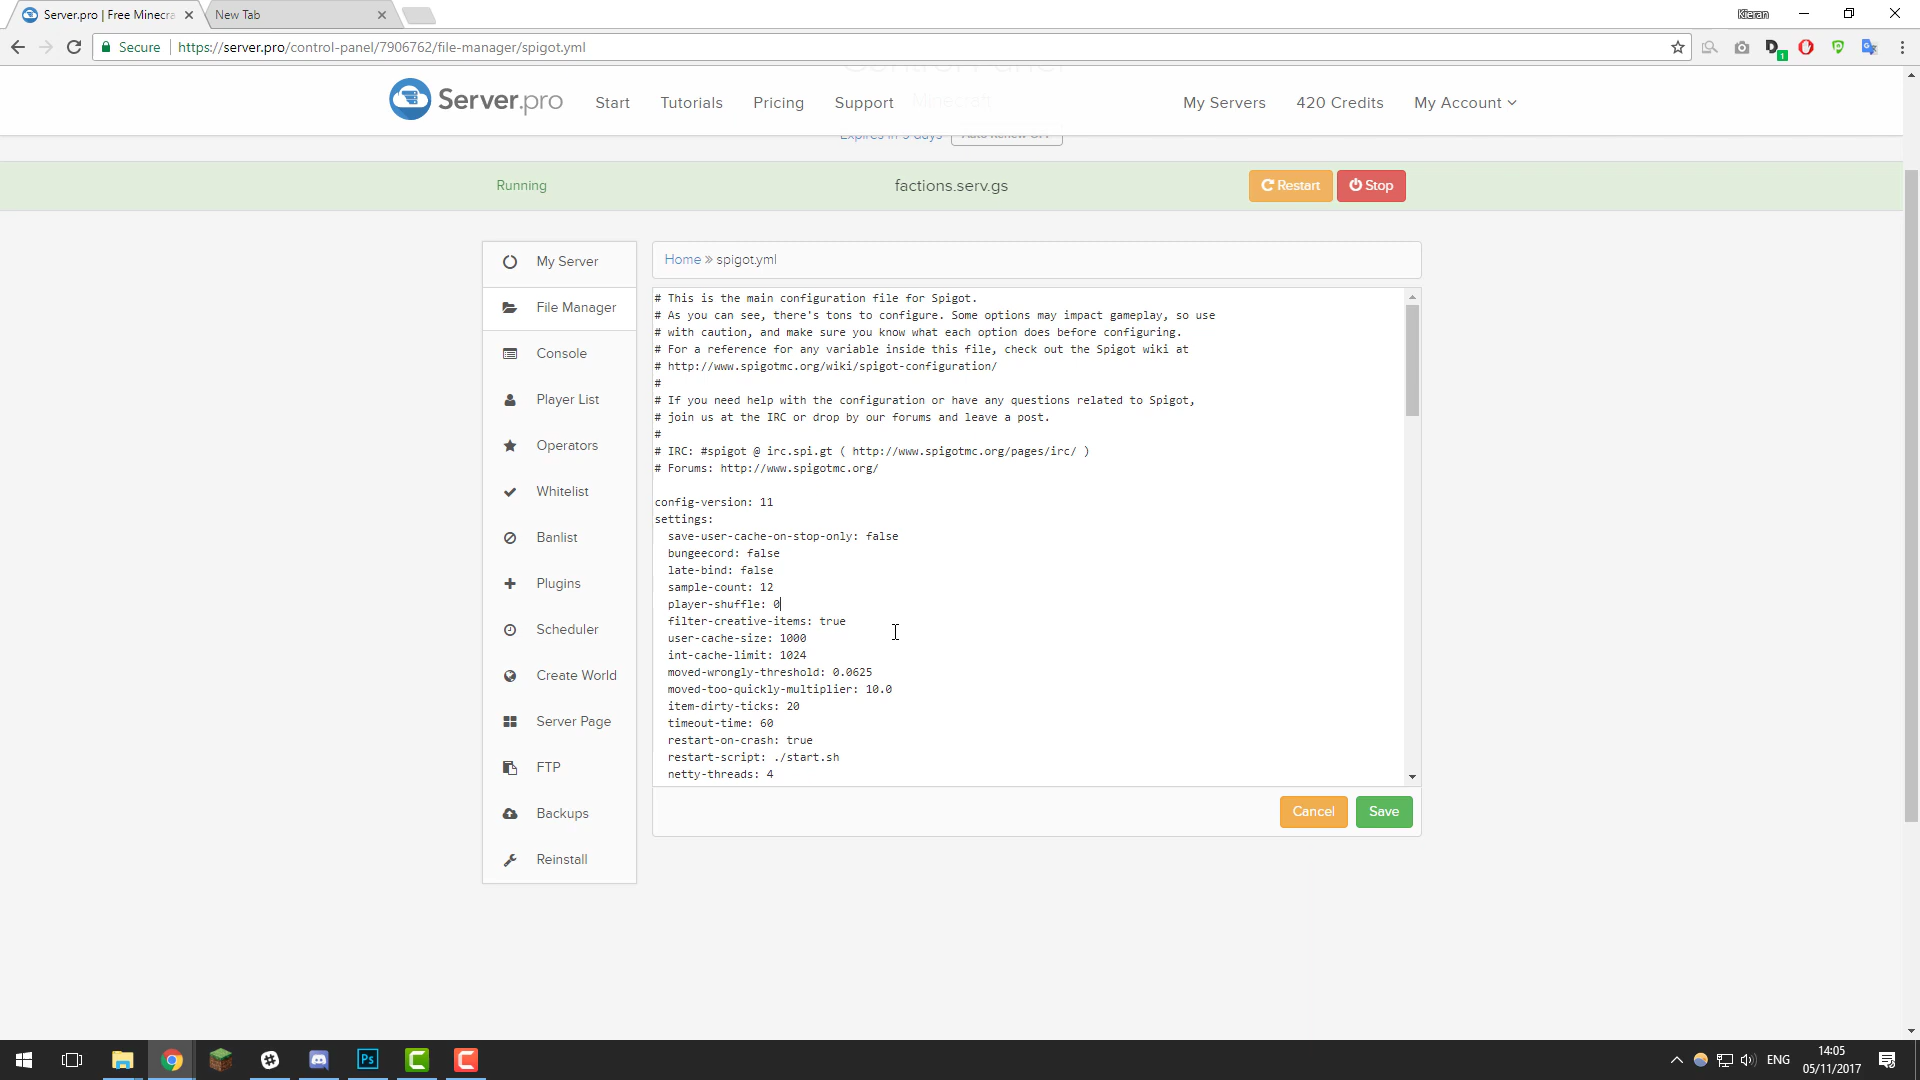 Server.pro | Free Minecra
New Tab
Kieran
Secure
https://server.pro/control-panel/7906762/file-manager/spigot.yml
1
Control Panel
Server.pro
Start
Tutorials
Pricing
Support
Minecraft
My Servers
420 Credits
My Account
Running
factions.serv.gs
Restart
Stop
My Server
File Manager
Console
Player List
Operators
Whitelist
Banlist
Plugins
Scheduler
Create World
Server Page
FTP
Backups
Reinstall
Home » spigot.yml
# This is the main configuration file for Spigot.
# As you can see, there's tons to configure. Some options may impact gameplay, so use
# with caution, and make sure you know what each option does before configuring.
# For a reference for any variable inside this file, check out the Spigot wiki at
# http://www.spigotmc.org/wiki/spigot-configuration/
#
# If you need help with the configuration or have any questions related to Spigot,
# join us at the IRC or drop by our forums and leave a post.
#
# IRC: #spigot @ irc.spi.gt ( http://www.spigotmc.org/pages/irc/ )
# Forums: http://www.spigotmc.org/
config-version: 11
settings:
save-user-cache-on-stop-only: false
bungeecord: false
late-bind: false
sample-count: 12
player-shuffle: 0
filter-creative-items: true
user-cache-size: 1000
int-cache-limit: 1024
moved-wrongly-threshold: 0.0625
moved-too-quickly-multiplier: 10.0
item-dirty-ticks: 20
timeout-time: 60
restart-on-crash: true
restart-script: ./start.sh
netty-threads: 4
Cancel
Save
Ps
ENG
14:05
05/11/2017